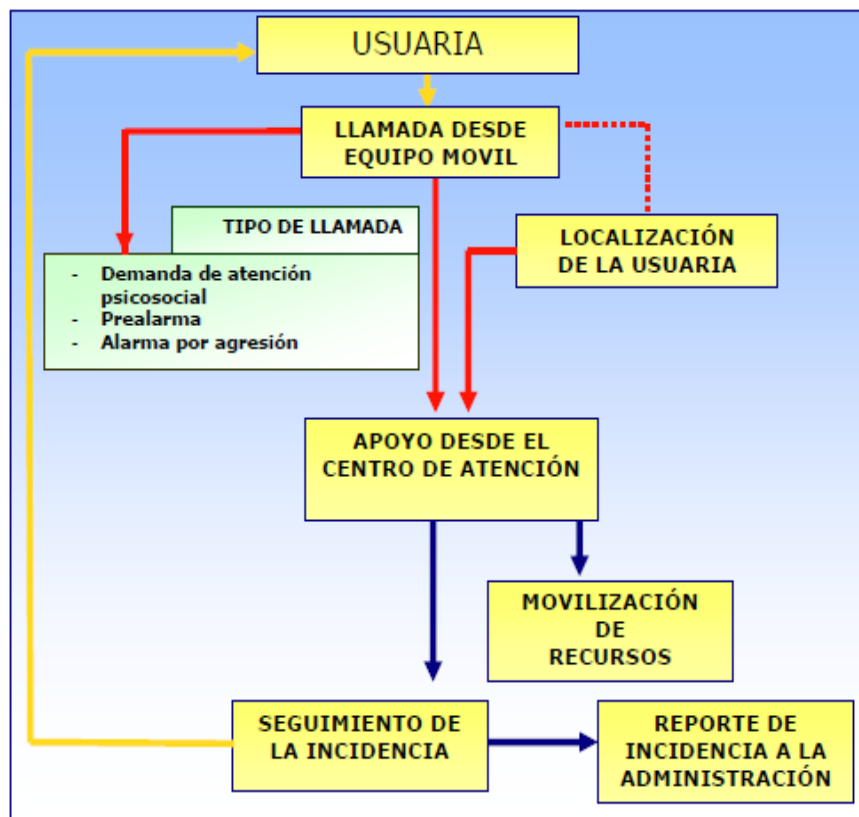 USUARIA
LLAMADA DESDE
EQUIPO MOVIL
TIPO DE LLAMADA
- Demanda de atención
psicosocial
- Prealarma
- Alarma por agresión
LOCALIZACIÓN
DE LA USUARIA
APOYO DESDE EL
CENTRO DE ATENCIÓN
MOVILIZACIÓN
DE
RECURSOS
SEGUIMIENTO DE
LA INCIDENCIA
REPORTE DE
INCIDENCIA A LA
ADMINISTRACIÓN